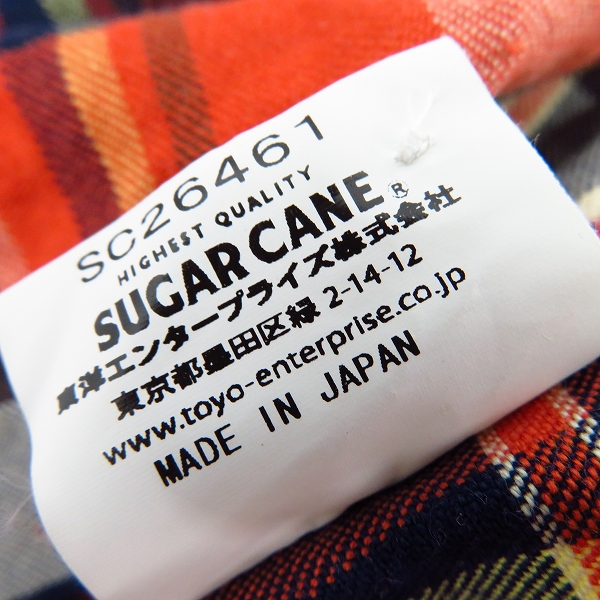 SC26461
HIGHEST QUALITY
SUGAR CANE®
東洋エンタープライズ株式会社
東京都墨田区緑 2-14-12
www.toyo-enterprise.co.jp
MADE IN JAPAN